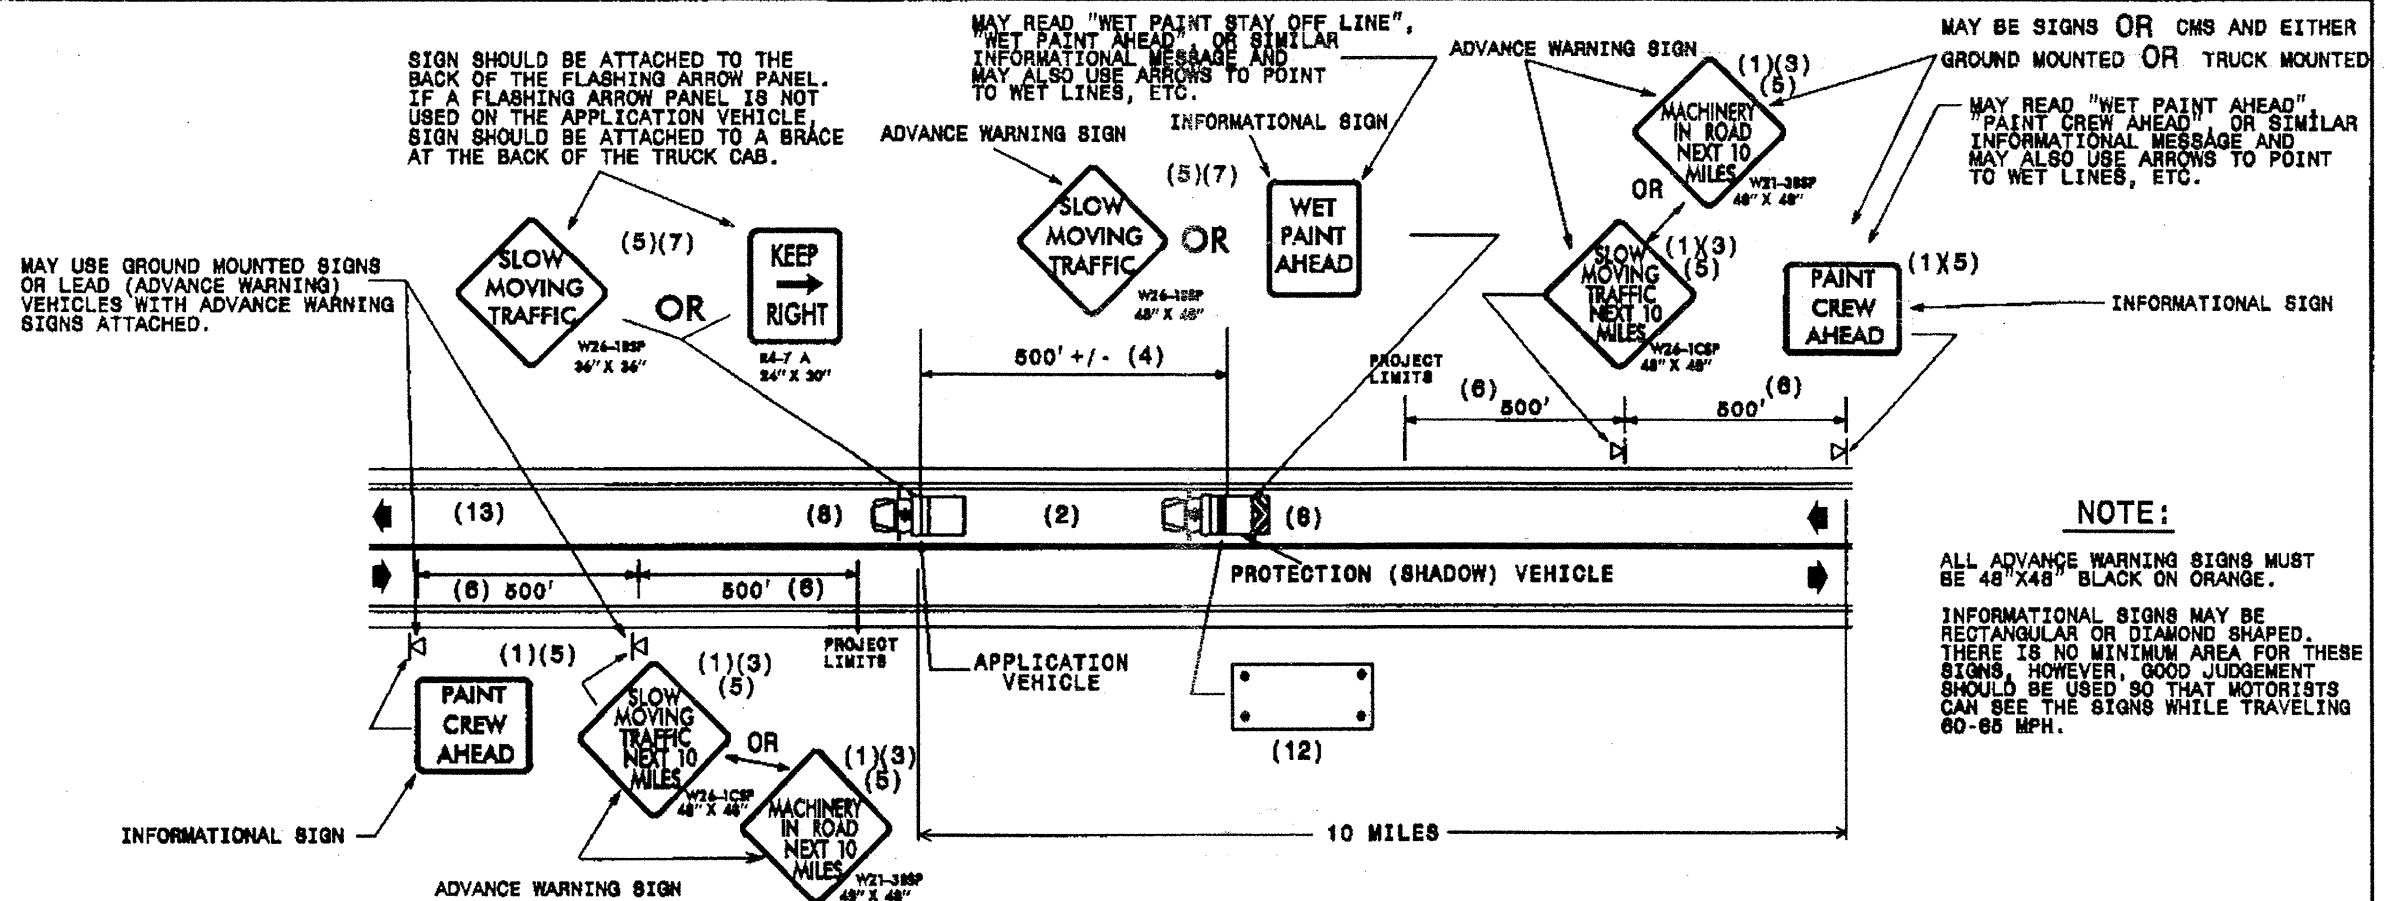 SIGN SHOULD BE ATTACHED TO THE
BACK OF THE FLASHING ARROW PANEL.
IF A FLASHING ARROW PANEL IS NOT
USED ON THE APPLICATION VEHICLE,
SIGN SHOULD BE ATTACHED TO A BRACE
AT THE BACK OF THE TRUCK CAB.
MAY READ "WET PAINT STAY OFF LINE",
"WET PAINT AHEAD", OR SIMILAR
INFORMATIONAL MESSAGE AND
MAY ALSO USE ARROWS TO POINT
TO WET LINES, ETC.
ADVANCE WARNING SIGN
MAY BE SIGNS OR CMS AND EITHER
GROUND MOUNTED OR TRUCK MOUNTED
MAY READ "WET PAINT AHEAD",
"PAINT CREW AHEAD", OR SIMILAR
INFORMATIONAL MESSAGE AND
MAY ALSO USE ARROWS TO POINT
TO WET LINES, ETC.
ADVANCE WARNING SIGN
INFORMATIONAL SIGN
(1)(3)
(5)
MACHINERY
IN ROAD
NEXT 10
MILES
W21-3BSP
48" X 48"
OR
MAY USE GROUND MOUNTED SIGNS
OR LEAD (ADVANCE WARNING)
VEHICLES WITH ADVANCE WARNING
SIGNS ATTACHED.
SLOW
MOVING
TRAFFIC
W26-1BSP
36" X 36"
(5)(7)
OR
KEEP
RIGHT
R4-7 A
24" X 30"
SLOW
MOVING
TRAFFIC
W26-1BSP
48" X 48"
(5)(7)
OR
WET
PAINT
AHEAD
SLOW
MOVING
TRAFFIC
NEXT 10
MILES
W26-1CSP
48" X 48"
(1)(3)
(5)
PAINT
CREW
AHEAD
(1)(5)
INFORMATIONAL SIGN
500' +/- (4)
PROJECT
LIMITS
(6)
500'
(6)
500'
(13)
(8)
(2)
(8)
PROTECTION (SHADOW) VEHICLE
(6) 500'
500' (6)
PROJECT
LIMITS
APPLICATION
VEHICLE
(12)
(1)(5)
PAINT
CREW
AHEAD
INFORMATIONAL SIGN
(1)(3)
(5)
SLOW
MOVING
TRAFFIC
NEXT 10
MILES
W26-1CSP
48" X 48"
OR
(1)(3)
(5)
MACHINERY
IN ROAD
NEXT 10
MILES
W21-3BSP
48" X 48"
ADVANCE WARNING SIGN
10 MILES
NOTE:
ALL ADVANCE WARNING SIGNS MUST
BE 48"X48" BLACK ON ORANGE.
INFORMATIONAL SIGNS MAY BE
RECTANGULAR OR DIAMOND SHAPED.
THERE IS NO MINIMUM AREA FOR THESE
SIGNS, HOWEVER, GOOD JUDGEMENT
SHOULD BE USED SO THAT MOTORISTS
CAN SEE THE SIGNS WHILE TRAVELING
60-65 MPH.